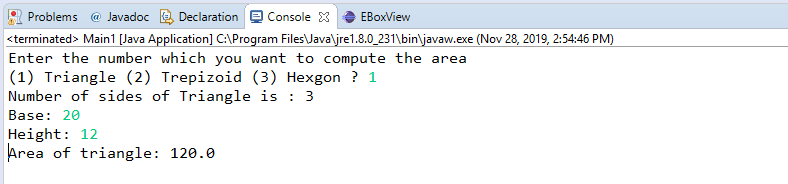 Problems @ Javadoc Declaration Console EBoxView
<terminated> Main1 [Java Application] C:\Program Files\Java\jre1.8.0_231\bin\javaw.exe (Nov 28, 2019, 2:54:46 PM)
Enter the number which you want to compute the area
(1) Triangle (2) Trepizoid (3) Hexgon ? 1
Number of sides of Triangle is : 3
Base: 20
Height: 12
Area of triangle: 120.0